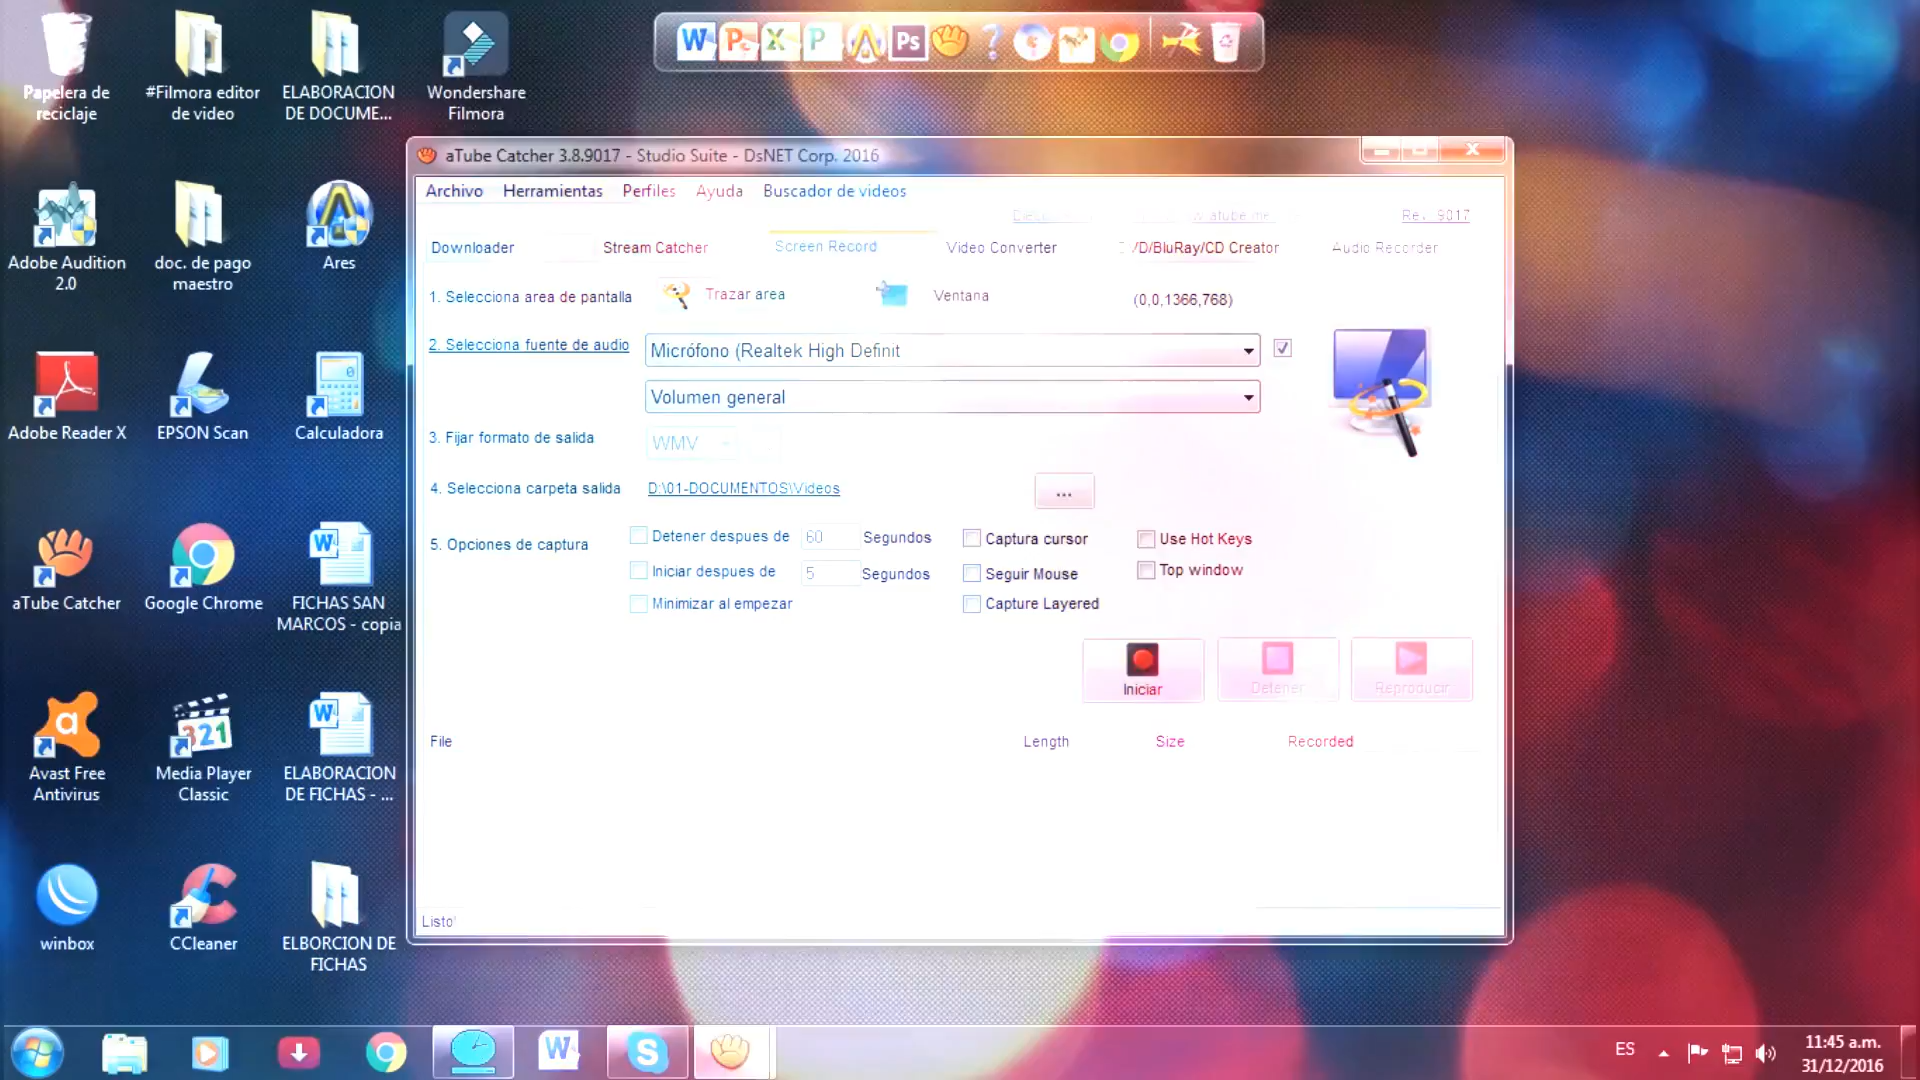 Papelera de
reciclaje
#Filmora editor
de video
ELABORACION
DE DOCUME...
Wondershare
Filmora
Adobe Audition
2.0
doc. de pago
maestro
Ares
Adobe Reader X
EPSON Scan
Calculadora
aTube Catcher
Google Chrome
FICHAS SAN
MARCOS - copia
Avast Free
Antivirus
Media Player
Classic
ELABORACION
DE FICHAS - ...
winbox
CCleaner
ELBORCION DE
FICHAS
aTube Catcher 3.8.9017 - Studio Suite - DsNET Corp. 2016
Archivo Herramientas Perfiles Ayuda Buscador de videos
Rev. 9017
Downloader Stream Catcher Screen Record Video Converter /D/BluRay/CD Creator Audio Recorder
1. Selecciona area de pantalla Trazar area Ventana (0,0,1366,768)
2. Selecciona fuente de audio Micrófono (Realtek High Definit
Volumen general
3. Fijar formato de salida WMV
4. Selecciona carpeta salida D:\01-DOCUMENTOS\Videos ...
5. Opciones de captura
Detener despues de 60 Segundos Captura cursor Use Hot Keys
Iniciar despues de 5 Segundos Seguir Mouse Top window
Minimizar al empezar Capture Layered
Iniciar Detener Reproducir
File Length Size Recorded
Listo!
ES
11:45 a.m.
31/12/2016